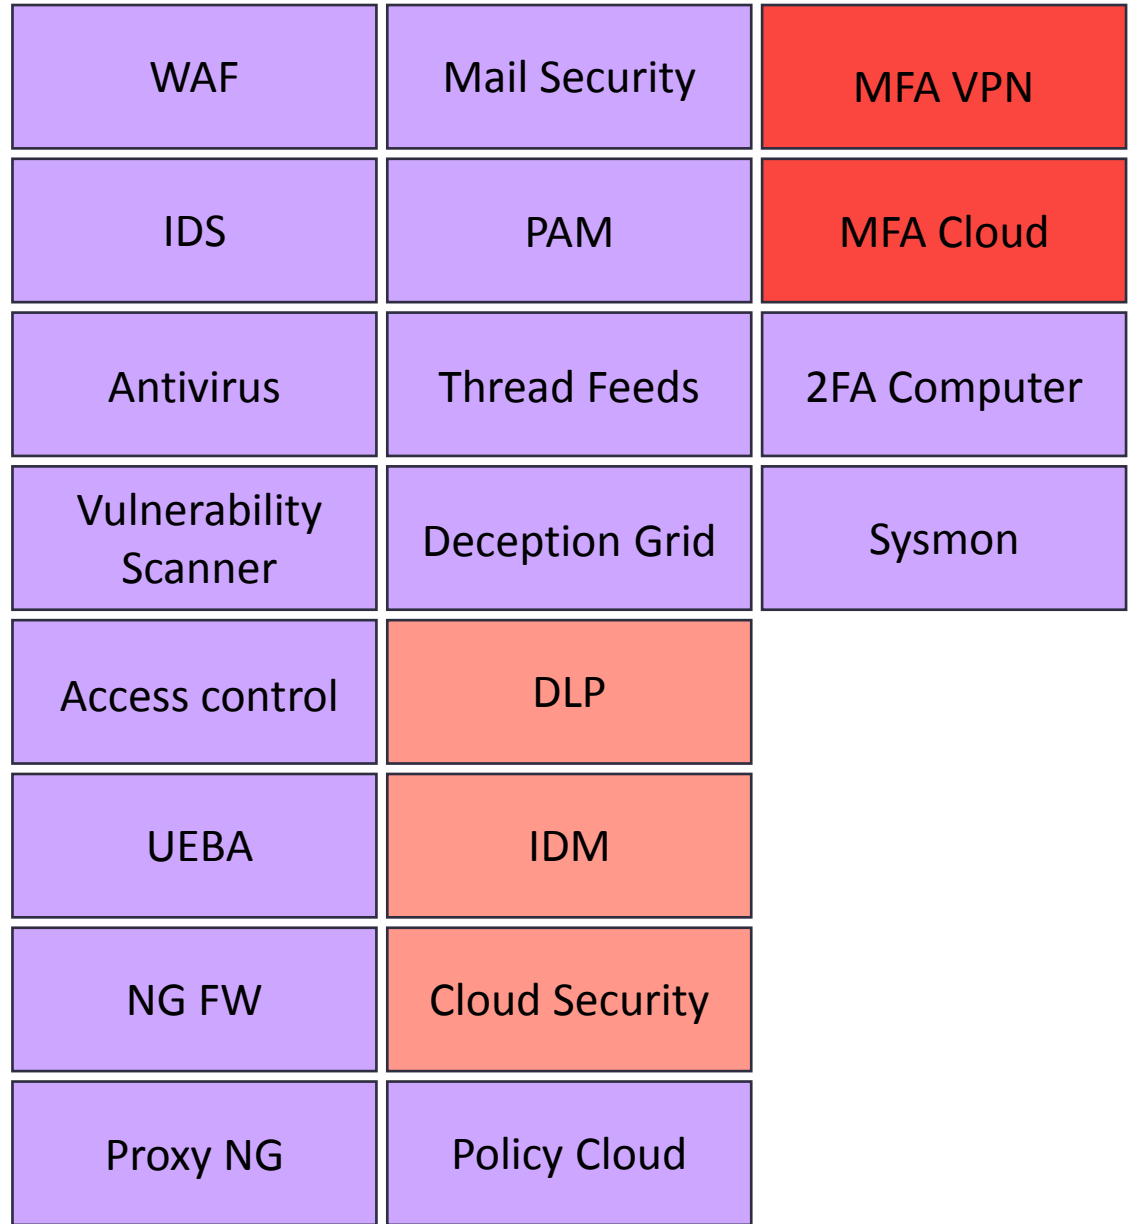 WAF
Mail Security
MFA VPN
IDS
PAM
MFA Cloud
Antivirus
Thread Feeds
2FA Computer
Vulnerability
Scanner
Deception Grid
Sysmon
Access control
DLP
UEBA
IDM
NG FW
Cloud Security
Proxy NG
Policy Cloud